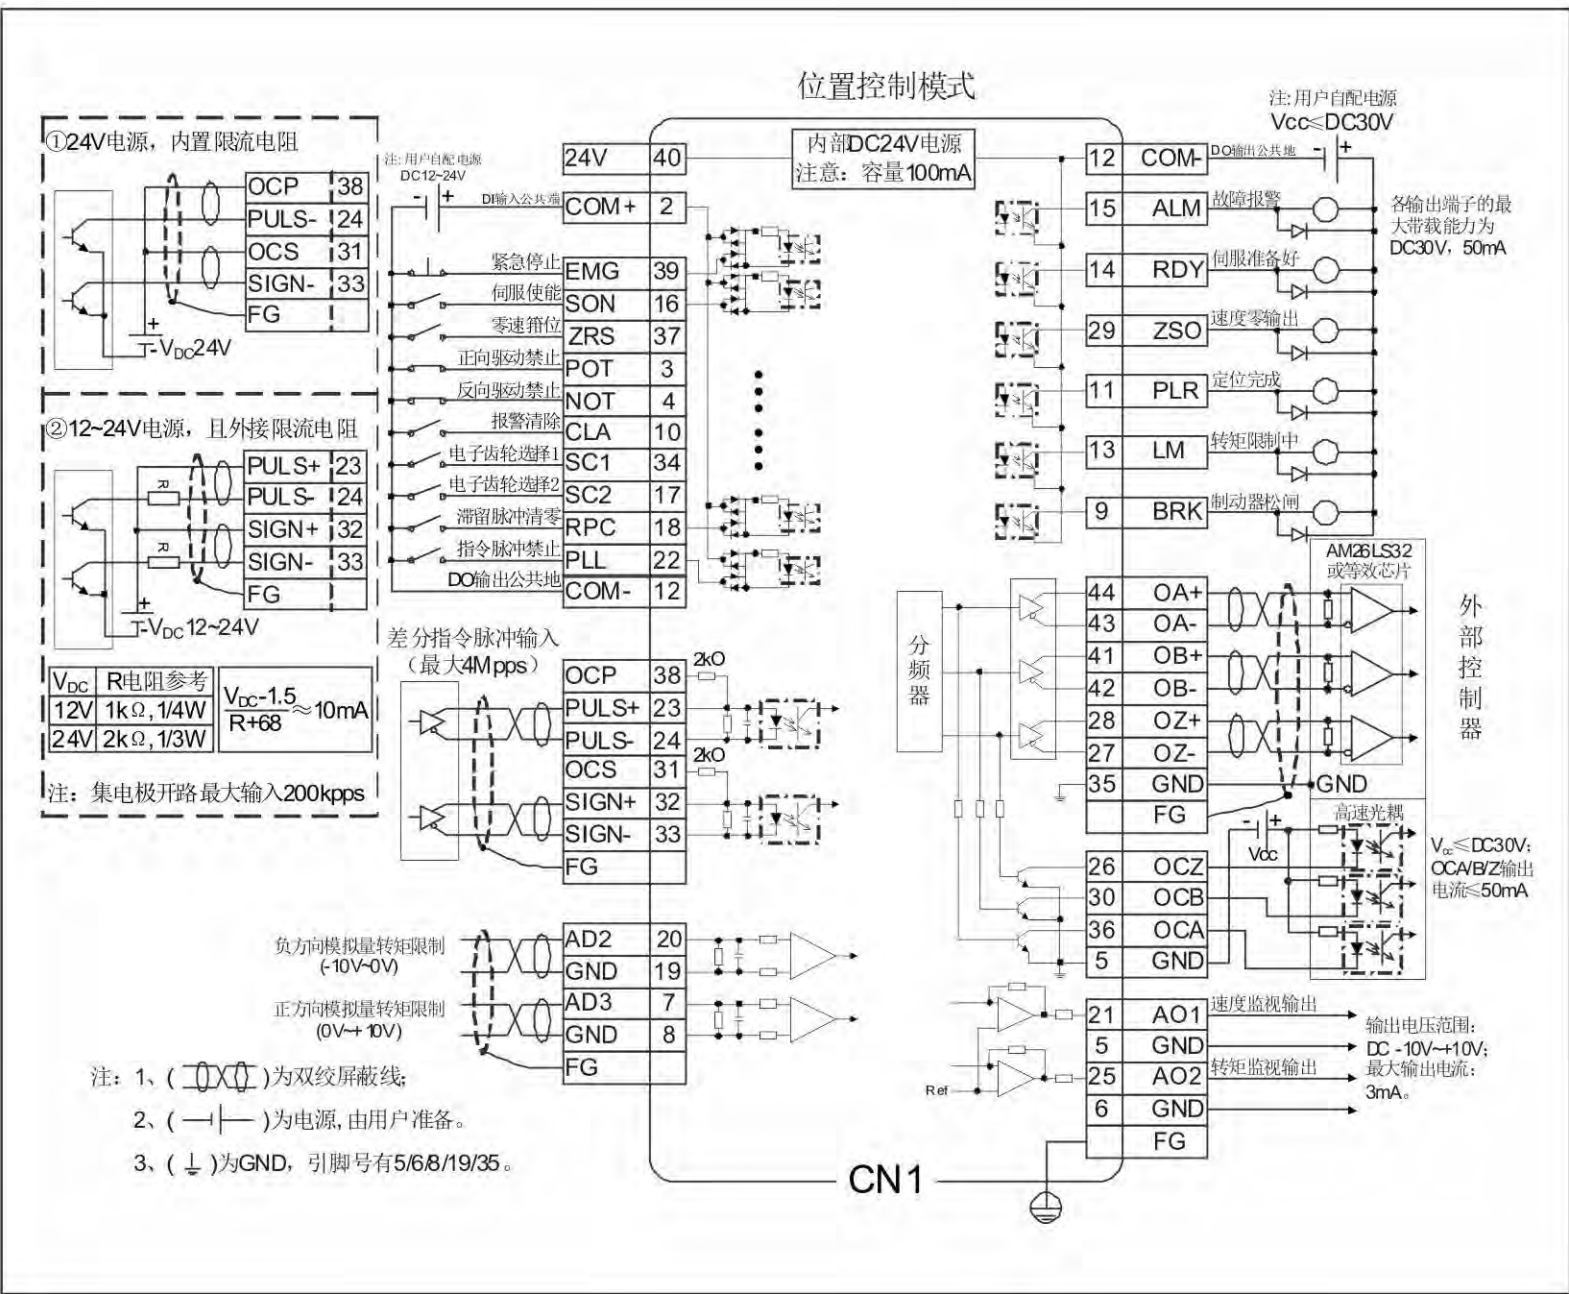 位置控制模式
①24V电源，内置限流电阻
OCP 38
PULS- 24
OCS 31
SIGN- 33
FG
+
- VDC24V
②12~24V电源，且外接限流电阻
PULS+ 23
R PULS- 24
SIGN+ 32
R SIGN- 33
FG
+
- VDC 12~24V
VDC R电阻参考
12V 1kΩ,1/4W
24V 2kΩ,1/3W
VDC-1.5
R+68
≈10mA
注：集电极开路最大输入200kpps
注:用户自配电源
DC12~24V
- +
24V 40
DI输入公共端 COM+ 2
紧急停止 EMG 39
伺服使能 SON 16
零速箝位 ZRS 37
正向驱动禁止 POT 3
反向驱动禁止 NOT 4
报警清除 CLA 10
电子齿轮选择1 SC1 34
电子齿轮选择2 SC2 17
滞留脉冲清零 RPC 18
指令脉冲禁止 PLL 22
DO输出公共地 COM- 12
差分指令脉冲输入
（最大4Mpps）
OCP 38 2kO
PULS+ 23
PULS- 24
OCS 31 2kO
SIGN+ 32
SIGN- 33
FG
负方向模拟量转矩限制
(-10V~0V)
AD2 20
GND 19
正方向模拟量转矩限制
(0V~+10V)
AD3 7
GND 8
FG
内部DC24V电源
注意：容量100mA
注:用户自配电源
Vcc≤DC30V
12 COM- DO输出公共地 - +
15 ALM 故障报警
14 RDY 伺服准备好
29 ZSO 速度零输出
11 PLR 定位完成
13 LM 转矩限制中
9 BRK 制动器松闸
各输出端子的最
大带载能力为
DC30V，50mA
AM26LS32
或等效芯片
分频器
44 OA+
43 OA-
41 OB+
42 OB-
28 OZ+
27 OZ-
35 GND GND
FG
外部控制器
高速光耦
- +
Vcc
26 OCZ
30 OCB
36 OCA
5 GND
Vcc≤DC30V;
OCA/B/Z输出
电流≤50mA
21 AO1 速度监视输出
5 GND
25 AO2 转矩监视输出
6 GND
FG
Ref
输出电压范围:
DC -10V~+10V;
最大输出电流:
3mA。
CN1
注：1、( )为双绞屏蔽线;
2、( )为电源,由用户准备。
3、( )为GND，引脚号有5/6/8/19/35。